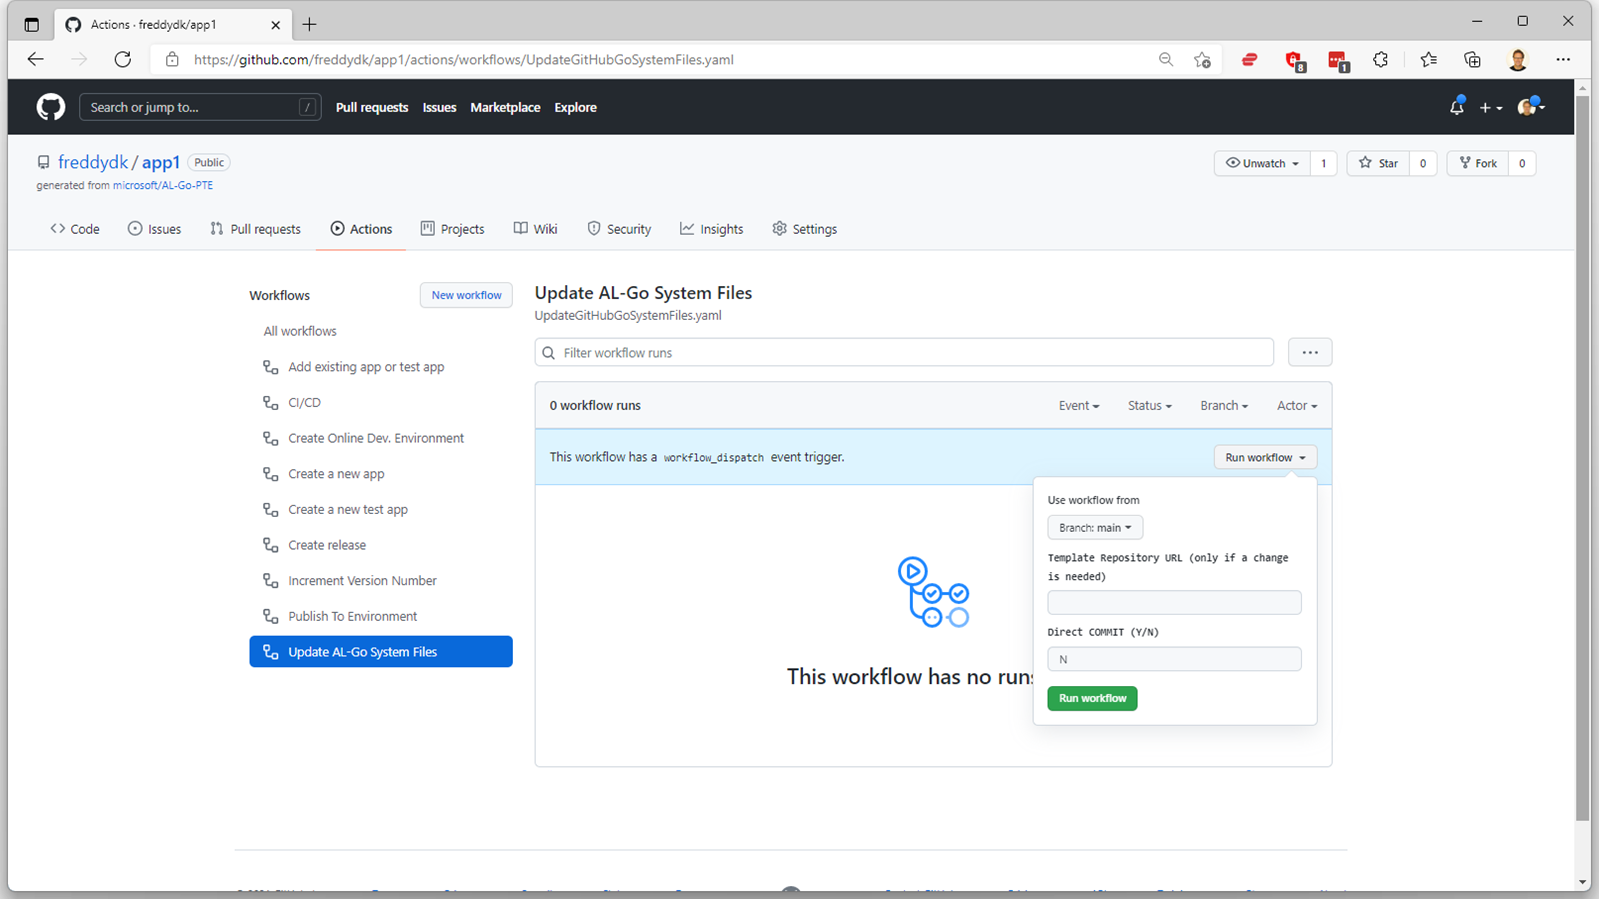 Actions · freddydk/app1
https://github.com/freddydk/app1/actions/workflows/UpdateGitHubGoSystemFiles.yaml
8
1
Search or jump to...
/
Pull requests
Issues
Marketplace
Explore
freddydk / app1
Public
generated from microsoft/AL-Go-PTE
Unwatch
1
Star
0
Fork
0
Code
Issues
Pull requests
Actions
Projects
Wiki
Security
Insights
Settings
Workflows
New workflow
All workflows
Add existing app or test app
CI/CD
Create Online Dev. Environment
Create a new app
Create a new test app
Create release
Increment Version Number
Publish To Environment
Update AL-Go System Files
Update AL-Go System Files
UpdateGitHubGoSystemFiles.yaml
Filter workflow runs
0 workflow runs
Event
Status
Branch
Actor
This workflow has a workflow_dispatch event trigger.
Run workflow
Use workflow from
Branch: main
Template Repository URL (only if a change
is needed)
Direct COMMIT (Y/N)
N
Run workflow
This workflow has no runs